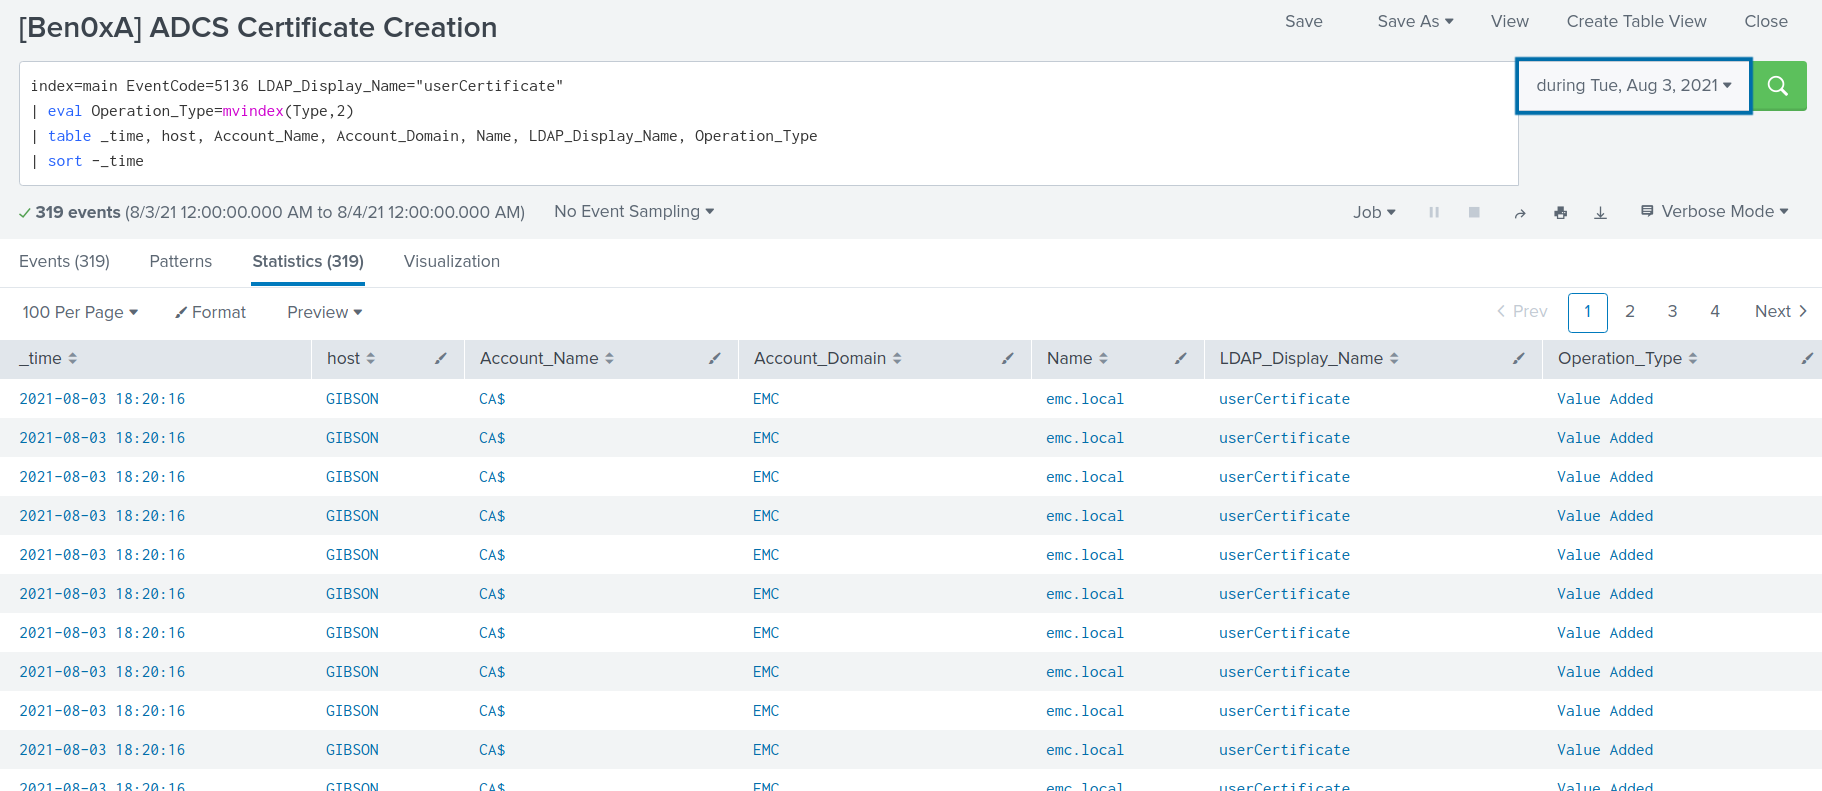 [Ben0xA] ADCS Certificate Creation
Save Save As View Create Table View Close
index=main EventCode=5136 LDAP_Display_Name="userCertificate"
| eval Operation_Type=mvindex(Type,2)
| table _time, host, Account_Name, Account_Domain, Name, LDAP_Display_Name, Operation_Type
| sort -_time
during Tue, Aug 3, 2021
319 events (8/3/21 12:00:00.000 AM to 8/4/21 12:00:00.000 AM) No Event Sampling Job Verbose Mode
Events (319) Patterns Statistics (319) Visualization
100 Per Page Format Preview Prev 1 2 3 4 Next
_time host Account_Name Account_Domain Name LDAP_Display_Name Operation_Type
2021-08-03 18:20:16 GIBSON CA$ EMC emc.local userCertificate Value Added
2021-08-03 18:20:16 GIBSON CA$ EMC emc.local userCertificate Value Added
2021-08-03 18:20:16 GIBSON CA$ EMC emc.local userCertificate Value Added
2021-08-03 18:20:16 GIBSON CA$ EMC emc.local userCertificate Value Added
2021-08-03 18:20:16 GIBSON CA$ EMC emc.local userCertificate Value Added
2021-08-03 18:20:16 GIBSON CA$ EMC emc.local userCertificate Value Added
2021-08-03 18:20:16 GIBSON CA$ EMC emc.local userCertificate Value Added
2021-08-03 18:20:16 GIBSON CA$ EMC emc.local userCertificate Value Added
2021-08-03 18:20:16 GIBSON CA$ EMC emc.local userCertificate Value Added
2021-08-03 18:20:16 GIBSON CA$ EMC emc.local userCertificate Value Added
2021-08-03 18:20:16 GIBSON CA$ EMC emc.local userCertificate Value Added